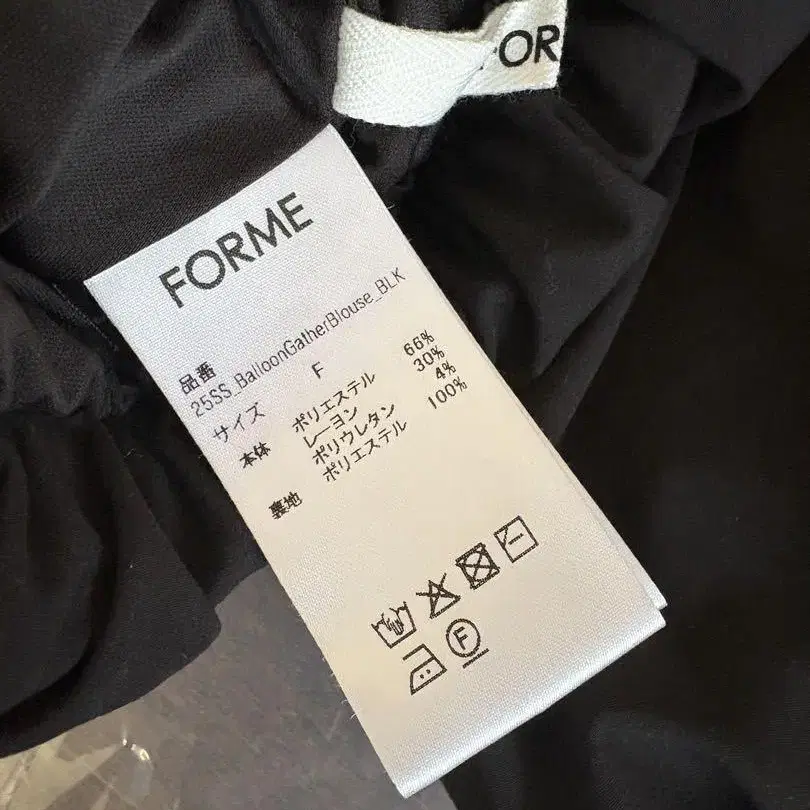 FOR
FORME
品番
25SS_BalloonGatherBlouse_BLK
サイズ F
本体 ポリエステル 66%
レーヨン 30%
ポリウレタン 4%
裏地 ポリエステル 100%
F